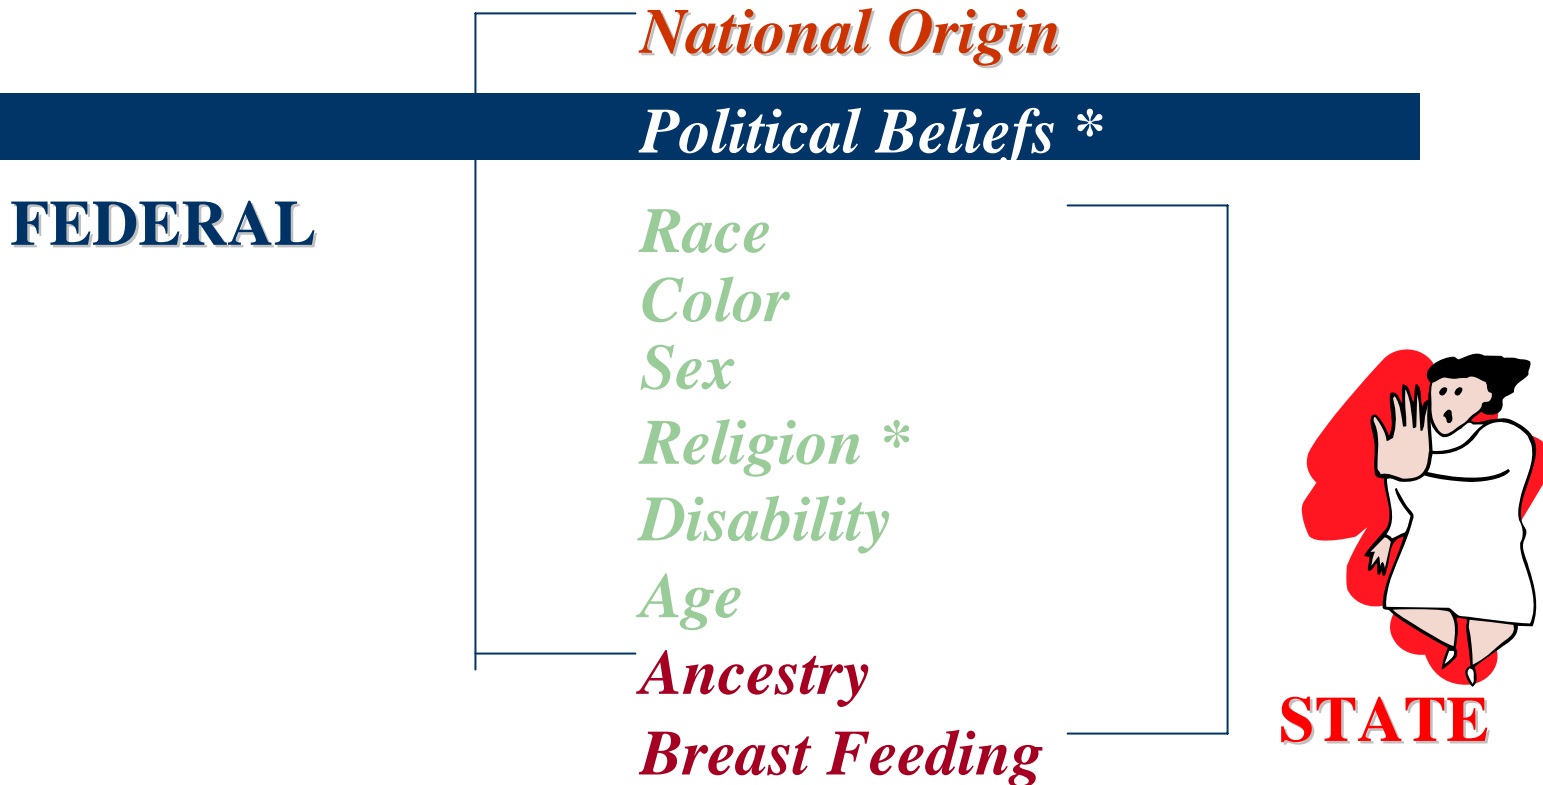 National Origin
Political Beliefs *
FEDERAL
Race
Color
Sex
Religion *
Disability
Age
Ancestry
STATE
Breast Feeding